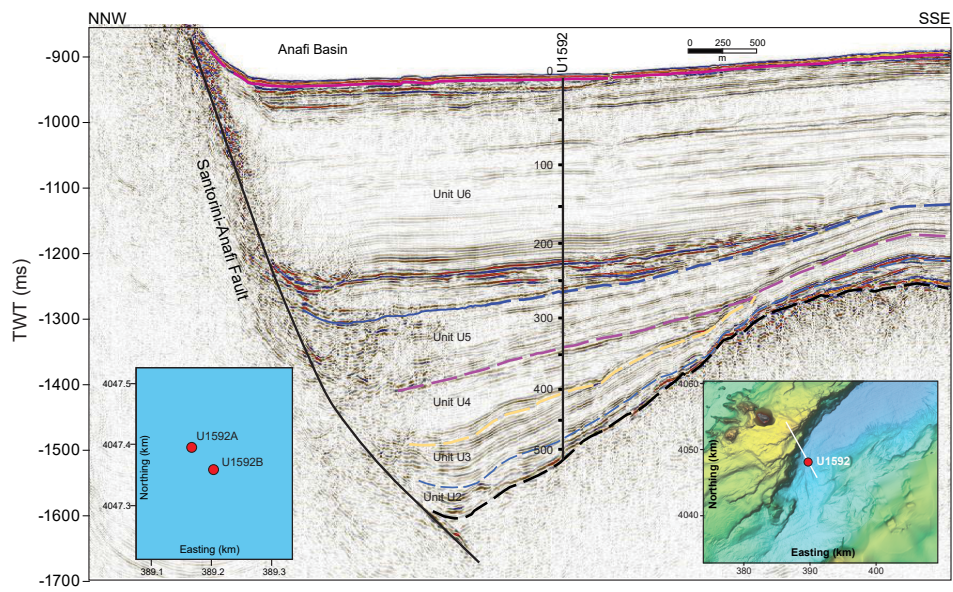 NNW
SSE
Anafi Basin
U1592
0 250 500
m
-900
-1000
-1100
-1200
-1300
-1400
-1500
-1600
-1700
TWT (ms)
0
100
200
300
400
500
Santorini-Anafi Fault
Unit U6
Unit U5
Unit U4
Unit U3
Unit U2
4047.5
4047.4
4047.3
Northing (km)
U1592A
U1592B
Easting (km)
389.1 389.2 389.3
4060
4050
4040
Northing (km)
U1592
Easting (km)
380 390 400